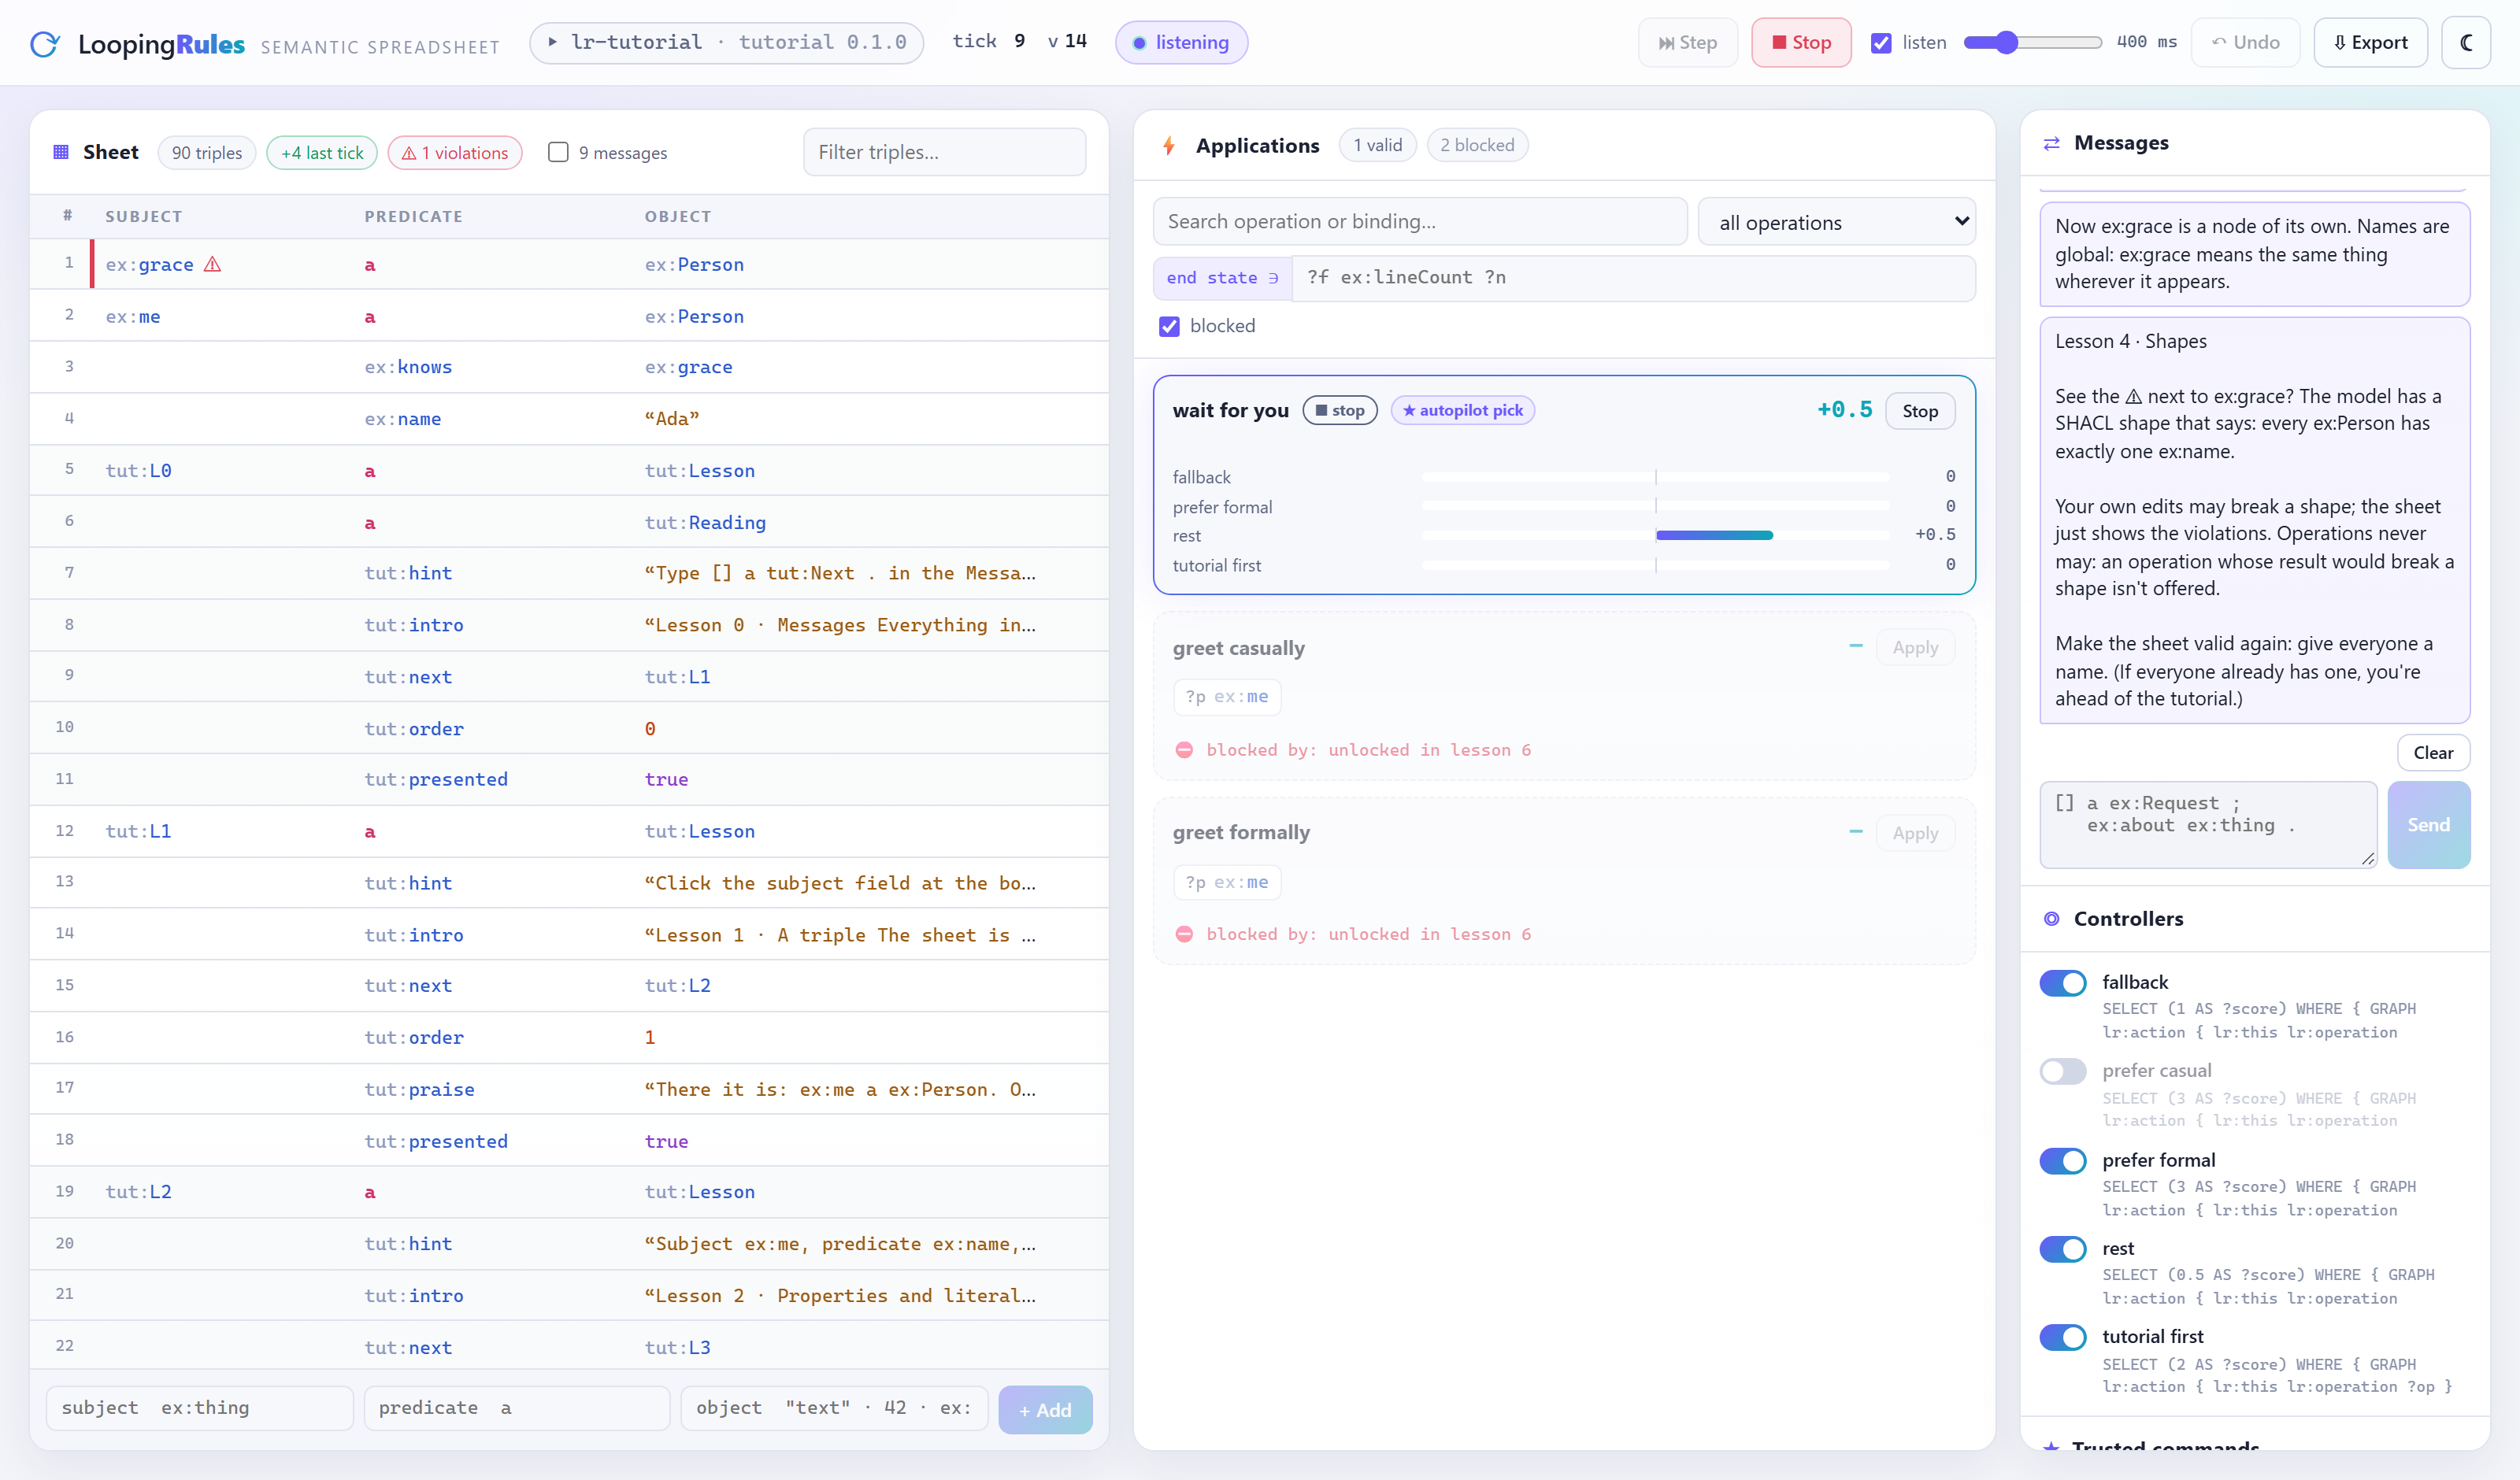 LoopingRules SEMANTIC SPREADSHEET
lr-tutorial · tutorial 0.1.0
tick 9 v 14
listening
Step
Stop
listen
400 ms
Undo
Export
Sheet
90 triples
+4 last tick
⚠ 1 violations
9 messages
Filter triples...
# SUBJECT PREDICATE OBJECT
1 ex:grace ⚠ a ex:Person
2 ex:me a ex:Person
3 ex:knows ex:grace
4 ex:name “Ada”
5 tut:L0 a tut:Lesson
6 a tut:Reading
7 tut:hint “Type [] a tut:Next . in the Messa…
8 tut:intro “Lesson 0 · Messages Everything in…
9 tut:next tut:L1
10 tut:order 0
11 tut:presented true
12 tut:L1 a tut:Lesson
13 tut:hint “Click the subject field at the bo…
14 tut:intro “Lesson 1 · A triple The sheet is …
15 tut:next tut:L2
16 tut:order 1
17 tut:praise “There it is: ex:me a ex:Person. O…
18 tut:presented true
19 tut:L2 a tut:Lesson
20 tut:hint “Subject ex:me, predicate ex:name,…
21 tut:intro “Lesson 2 · Properties and literal…
22 tut:next tut:L3
subject ex:thing
predicate a
object "text" · 42 · ex:
+ Add
Applications
1 valid
2 blocked
Search operation or binding...
all operations
end state ∋ ?f ex:lineCount ?n
blocked
wait for you
stop
★ autopilot pick
+0.5
Stop
fallback 0
prefer formal 0
rest +0.5
tutorial first 0
greet casually
– Apply
?p ex:me
blocked by: unlocked in lesson 6
greet formally
– Apply
?p ex:me
blocked by: unlocked in lesson 6
Messages
Now ex:grace is a node of its own. Names are
global: ex:grace means the same thing
wherever it appears.
Lesson 4 · Shapes
See the ⚠ next to ex:grace? The model has a
SHACL shape that says: every ex:Person has
exactly one ex:name.
Your own edits may break a shape; the sheet
just shows the violations. Operations never
may: an operation whose result would break a
shape isn't offered.
Make the sheet valid again: give everyone a
name. (If everyone already has one, you're
ahead of the tutorial.)
Clear
[] a ex:Request ;
ex:about ex:thing .
Send
Controllers
fallback
SELECT (1 AS ?score) WHERE { GRAPH
lr:action { lr:this lr:operation
prefer casual
SELECT (3 AS ?score) WHERE { GRAPH
lr:action { lr:this lr:operation
prefer formal
SELECT (3 AS ?score) WHERE { GRAPH
lr:action { lr:this lr:operation
rest
SELECT (0.5 AS ?score) WHERE { GRAPH
lr:action { lr:this lr:operation
tutorial first
SELECT (2 AS ?score) WHERE { GRAPH
lr:action { lr:this lr:operation ?op }
Trusted commands